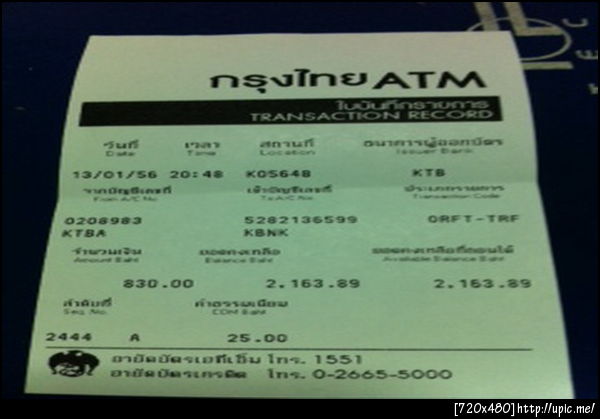 กรุงไทย ATM
ใบบันทึกรายการ
TRANSACTION RECORD
วันที่ เวลา สถานที่ ธนาคารผู้ออกบัตร
Date Time Location Issuer Bank
13/01/56 20:48 K05648 KTB
จากบัญชีเลขที่ เข้าบัญชีเลขที่ ประเภทรายการ
From A/C No. To A/C No. Transaction Code
0208983 5282136599 ORFT-TRF
KTBA KBNK
จำนวนเงิน ยอดคงเหลือ ยอดคงเหลือที่ถอนได้
Amount Baht Balance Baht Available Balance Baht
830.00 2,163.89 2,163.89
ลำดับที่ ค่าธรรมเนียม
Seq. No. COM Baht
2444 A 25.00
อายัดบัตรเอทีเอ็ม โทร. 1551
อายัดบัตรเครดิต โทร. 0-2665-5000
[720x480] http://upic.me/